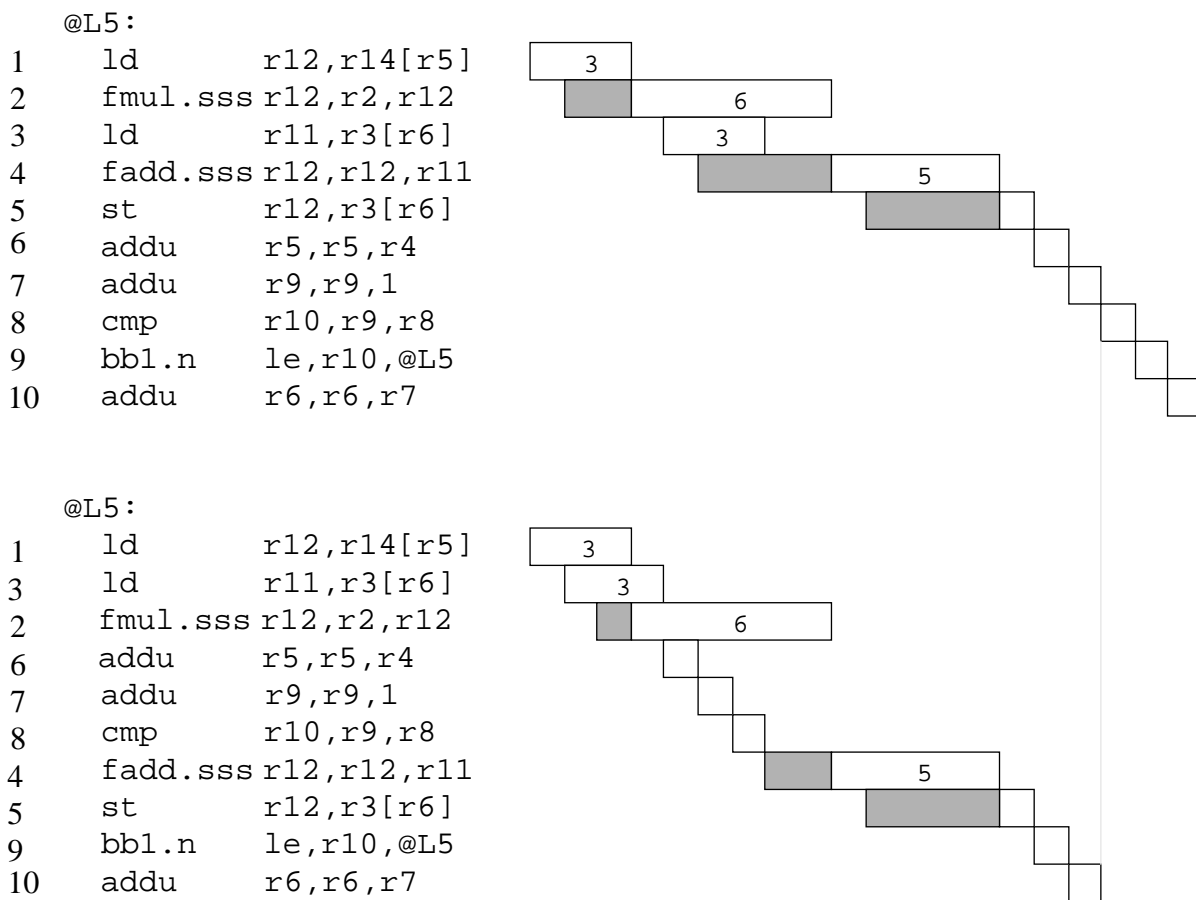 @L5:
1 ld r12,r14[r5] 3
2 fmul.sss r12,r2,r12 6
3 ld r11,r3[r6] 3
4 fadd.sss r12,r12,r11 5
5 st r12,r3[r6]
6 addu r5,r5,r4
7 addu r9,r9,1
8 cmp r10,r9,r8
9 bb1.n le,r10,@L5
10 addu r6,r6,r7
@L5:
1 ld r12,r14[r5] 3
3 ld r11,r3[r6] 3
2 fmul.sss r12,r2,r12 6
6 addu r5,r5,r4
7 addu r9,r9,1
8 cmp r10,r9,r8
4 fadd.sss r12,r12,r11 5
5 st r12,r3[r6]
9 bb1.n le,r10,@L5
10 addu r6,r6,r7